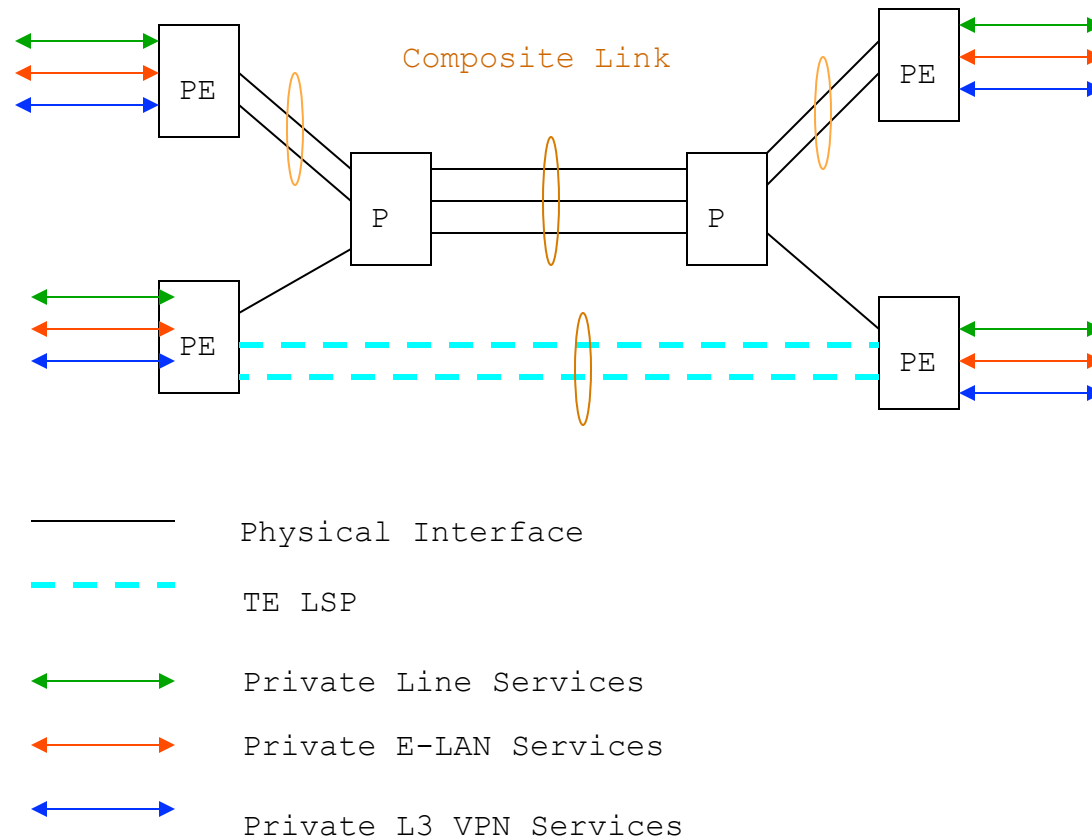 Composite Link
PE
PE
P
P
PE
PE
Physical Interface
TE LSP
Private Line Services
Private E-LAN Services
Private L3 VPN Services